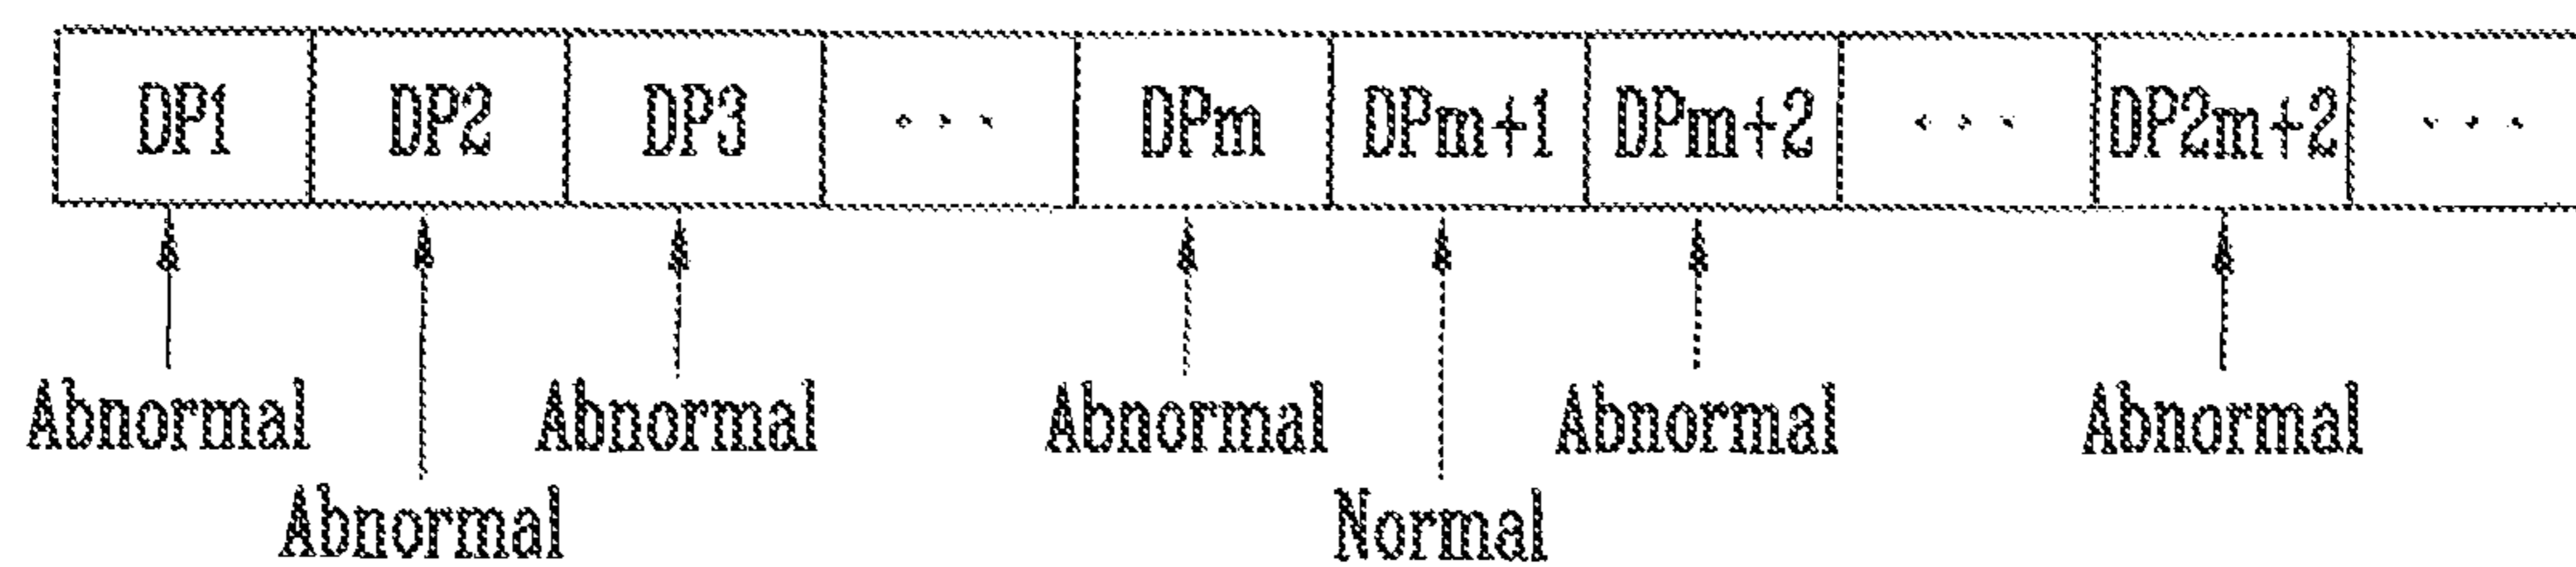 DP1 DP2 DP3 ... DPm DPm+1 DPm+2 ... DP2m+2 ...
Abnormal Abnormal Abnormal Abnormal Abnormal
Abnormal Normal